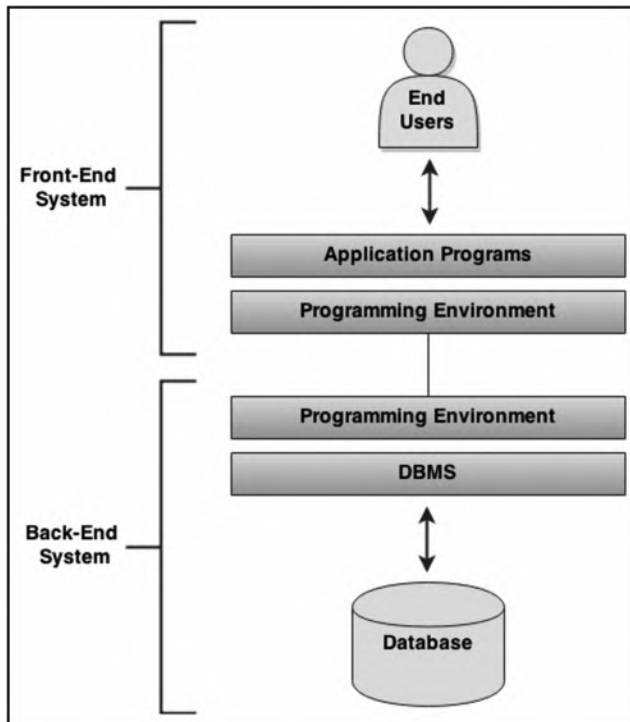 End
Users
Front-End
System
Application Programs
Programming Environment
Programming Environment
DBMS
Back-End
System
Database